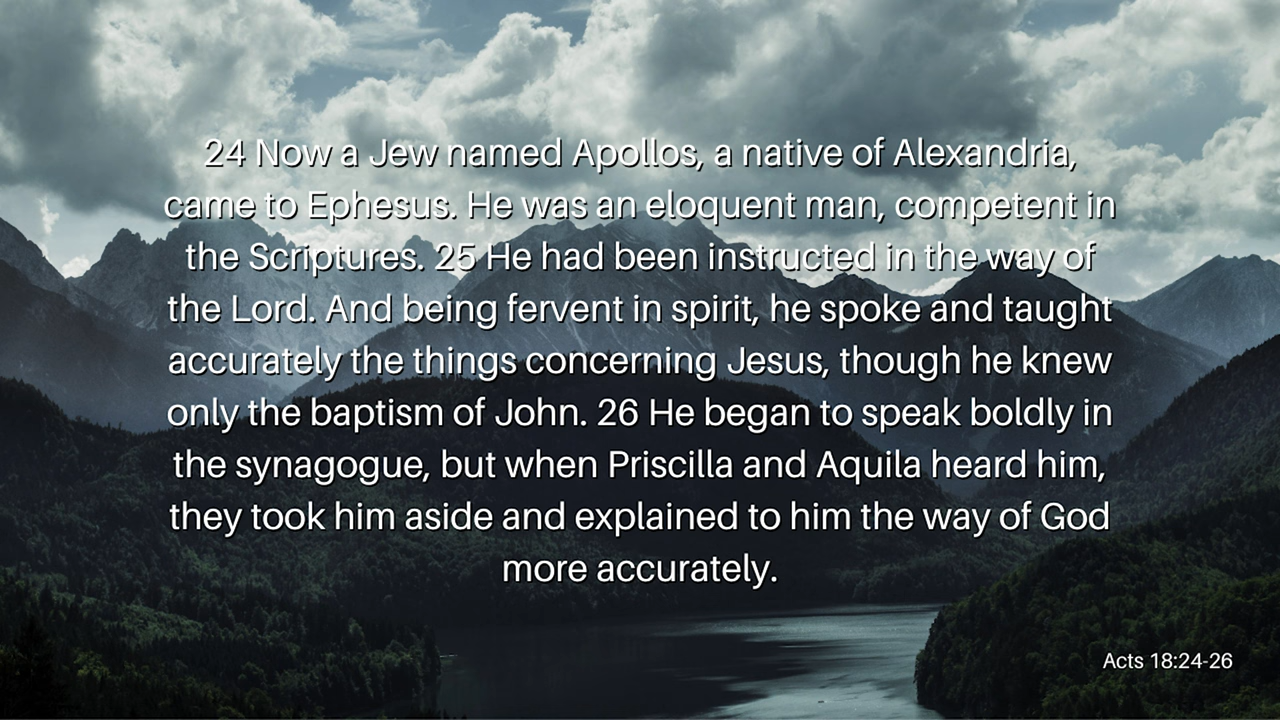 24 Now a Jew named Apollos, a native of Alexandria,
came to Ephesus. He was an eloquent man, competent in
the Scriptures. 25 He had been instructed in the way of
the Lord. And being fervent in spirit, he spoke and taught
accurately the things concerning Jesus, though he knew
only the baptism of John. 26 He began to speak boldly in
the synagogue, but when Priscilla and Aquila heard him,
they took him aside and explained to him the way of God
more accurately.
Acts 18:24-26